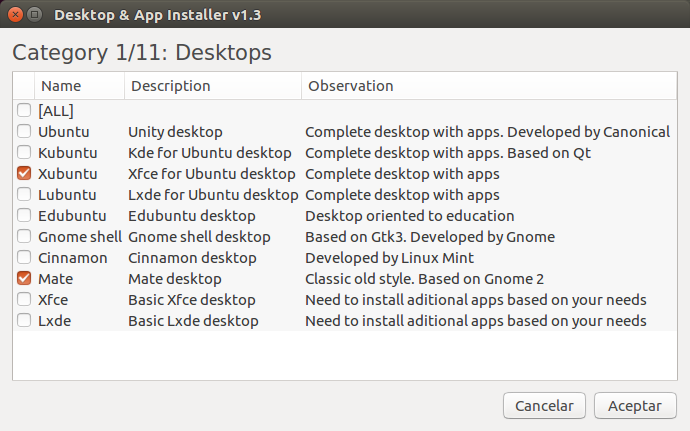 Desktop & App Installer v1.3
Category 1/11: Desktops
Name Description Observation
[ALL]
Ubuntu Unity desktop Complete desktop with apps. Developed by Canonical
Kubuntu Kde for Ubuntu desktop Complete desktop with apps. Based on Qt
Xubuntu Xfce for Ubuntu desktop Complete desktop with apps
Lubuntu Lxde for Ubuntu desktop Complete desktop with apps
Edubuntu Edubuntu desktop Desktop oriented to education
Gnome shell Gnome shell desktop Based on Gtk3. Developed by Gnome
Cinnamon Cinnamon desktop Developed by Linux Mint
Mate Mate desktop Classic old style. Based on Gnome 2
Xfce Basic Xfce desktop Need to install aditional apps based on your needs
Lxde Basic Lxde desktop Need to install aditional apps based on your needs
Cancelar Aceptar